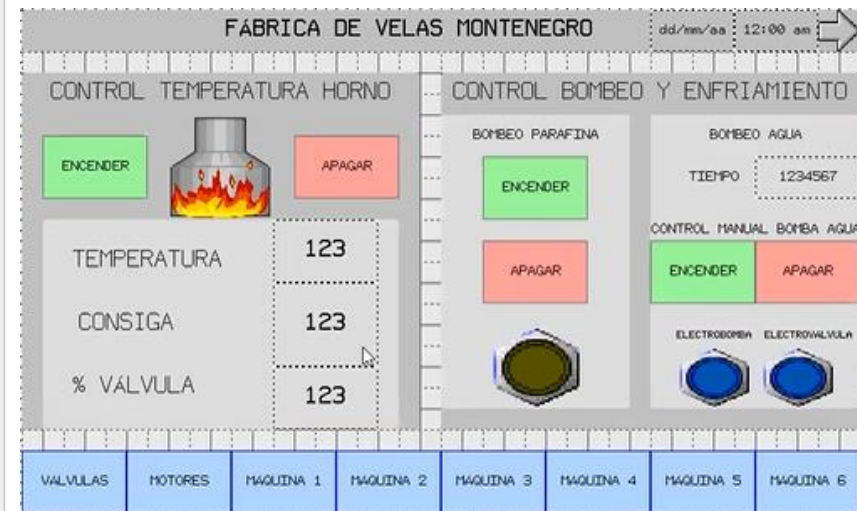 FÁBRICA DE VELAS MONTENEGRO
dd/mm/aa 12:00 am
CONTROL TEMPERATURA HORNO
ENCENDER
APAGAR
TEMPERATURA 123
CONSIGA 123
% VÁLVULA 123
CONTROL BOMBEO Y ENFRIAMIENTO
BOMBEO PARAFINA
ENCENDER
APAGAR
BOMBEO AGUA
TIEMPO 1234567
CONTROL MANUAL BOMBA AGUA
ENCENDER APAGAR
ELECTROBOMBA ELECTROVALVULA
VALVULAS MOTORES MAQUINA 1 MAQUINA 2 MAQUINA 3 MAQUINA 4 MAQUINA 5 MAQUINA 6